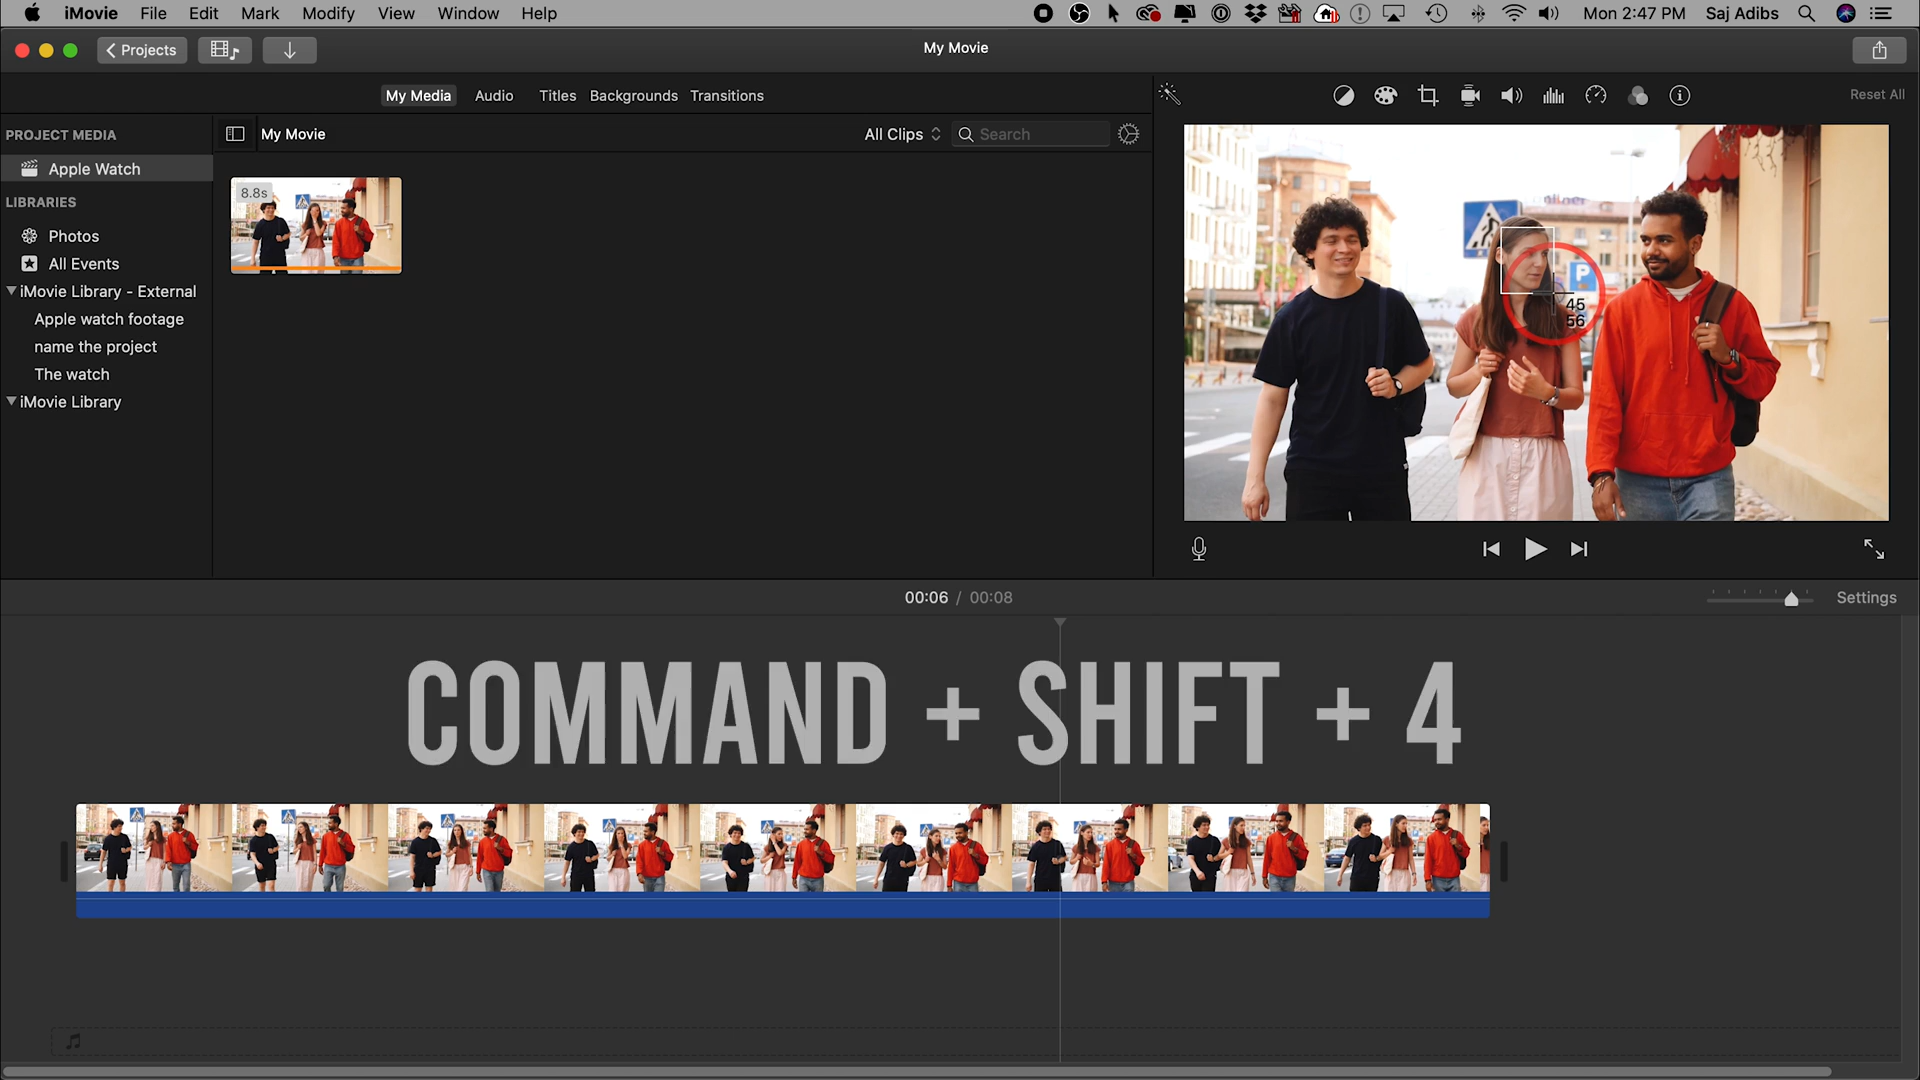 iMovie File Edit Mark Modify View Window Help Mon 2:47 PM Saj Adibs
Projects My Movie
My Media Audio Titles Backgrounds Transitions Reset All
PROJECT MEDIA My Movie All Clips Search
Apple Watch
8.8s
LIBRARIES
Photos
All Events
iMovie Library - External
Apple watch footage
name the project
The watch
iMovie Library
P
45
56
00:06 / 00:08 Settings
COMMAND + SHIFT + 4